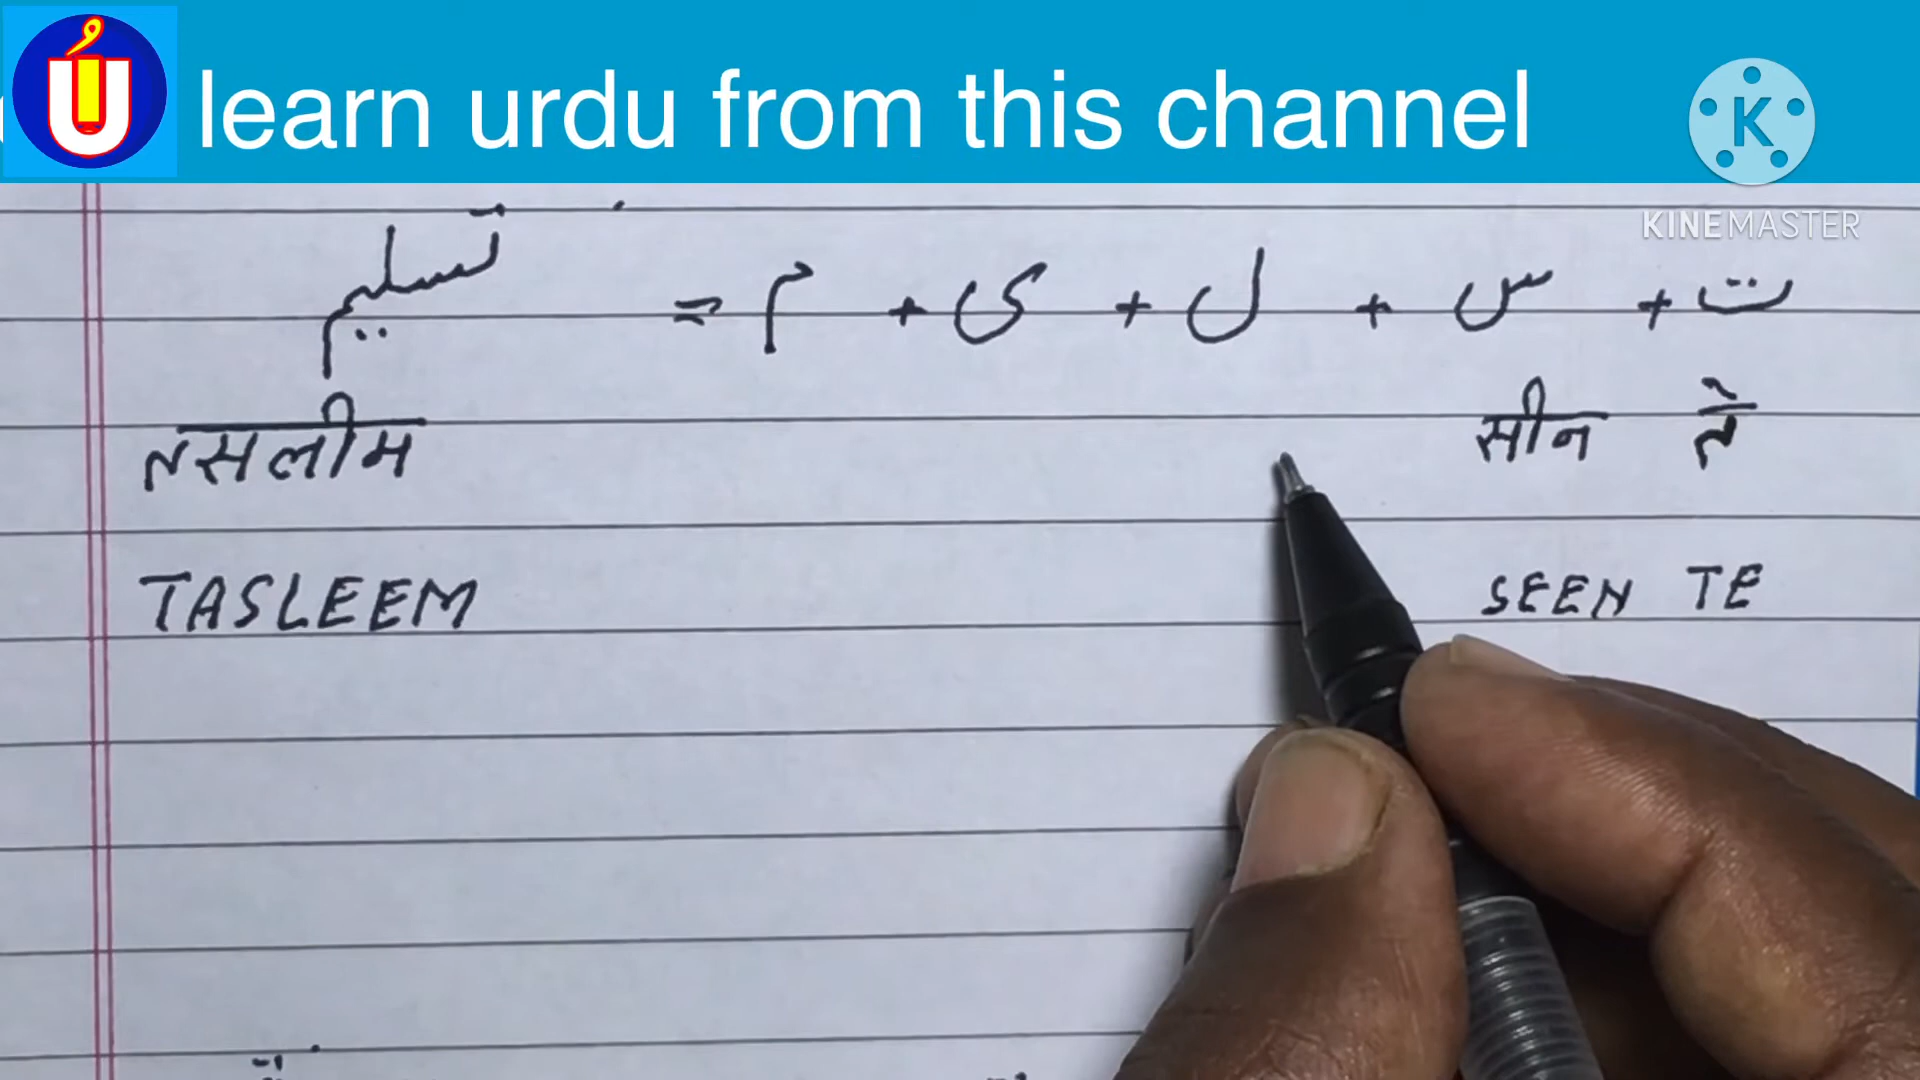 learn urdu from this channel
K
KINEMASTER
ت + س + ل + ی + م = تسلیم
तसलीम सीन ते
TASLEEM SEEN TE